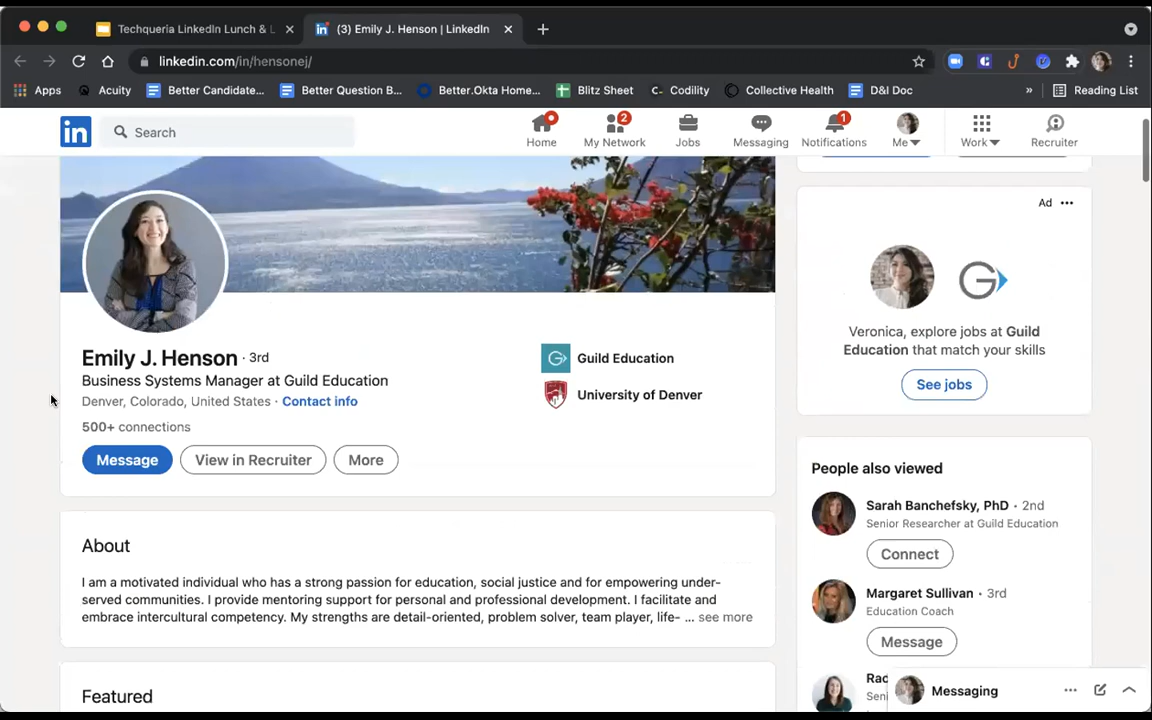 Techqueria LinkedIn Lunch & L
(3) Emily J. Henson | LinkedIn
linkedin.com/in/hensonej/
Apps
Acuity
Better Candidate...
Better Question B...
Better.Okta Home...
Blitz Sheet
Codility
Collective Health
D&I Doc
»
Reading List
in
Search
Home
2
My Network
Jobs
Messaging
1
Notifications
Me
Work
Recruiter
Emily J. Henson · 3rd
Business Systems Manager at Guild Education
Denver, Colorado, United States · Contact info
500+ connections
Message
View in Recruiter
More
Guild Education
University of Denver
About
I am a motivated individual who has a strong passion for education, social justice and for empowering under-
served communities. I provide mentoring support for personal and professional development. I facilitate and
embrace intercultural competency. My strengths are detail-oriented, problem solver, team player, life- ... see more
Featured
Ad
Veronica, explore jobs at Guild
Education that match your skills
See jobs
People also viewed
Sarah Banchefsky, PhD · 2nd
Senior Researcher at Guild Education
Connect
Margaret Sullivan · 3rd
Education Coach
Message
Rac
Seni
Messaging